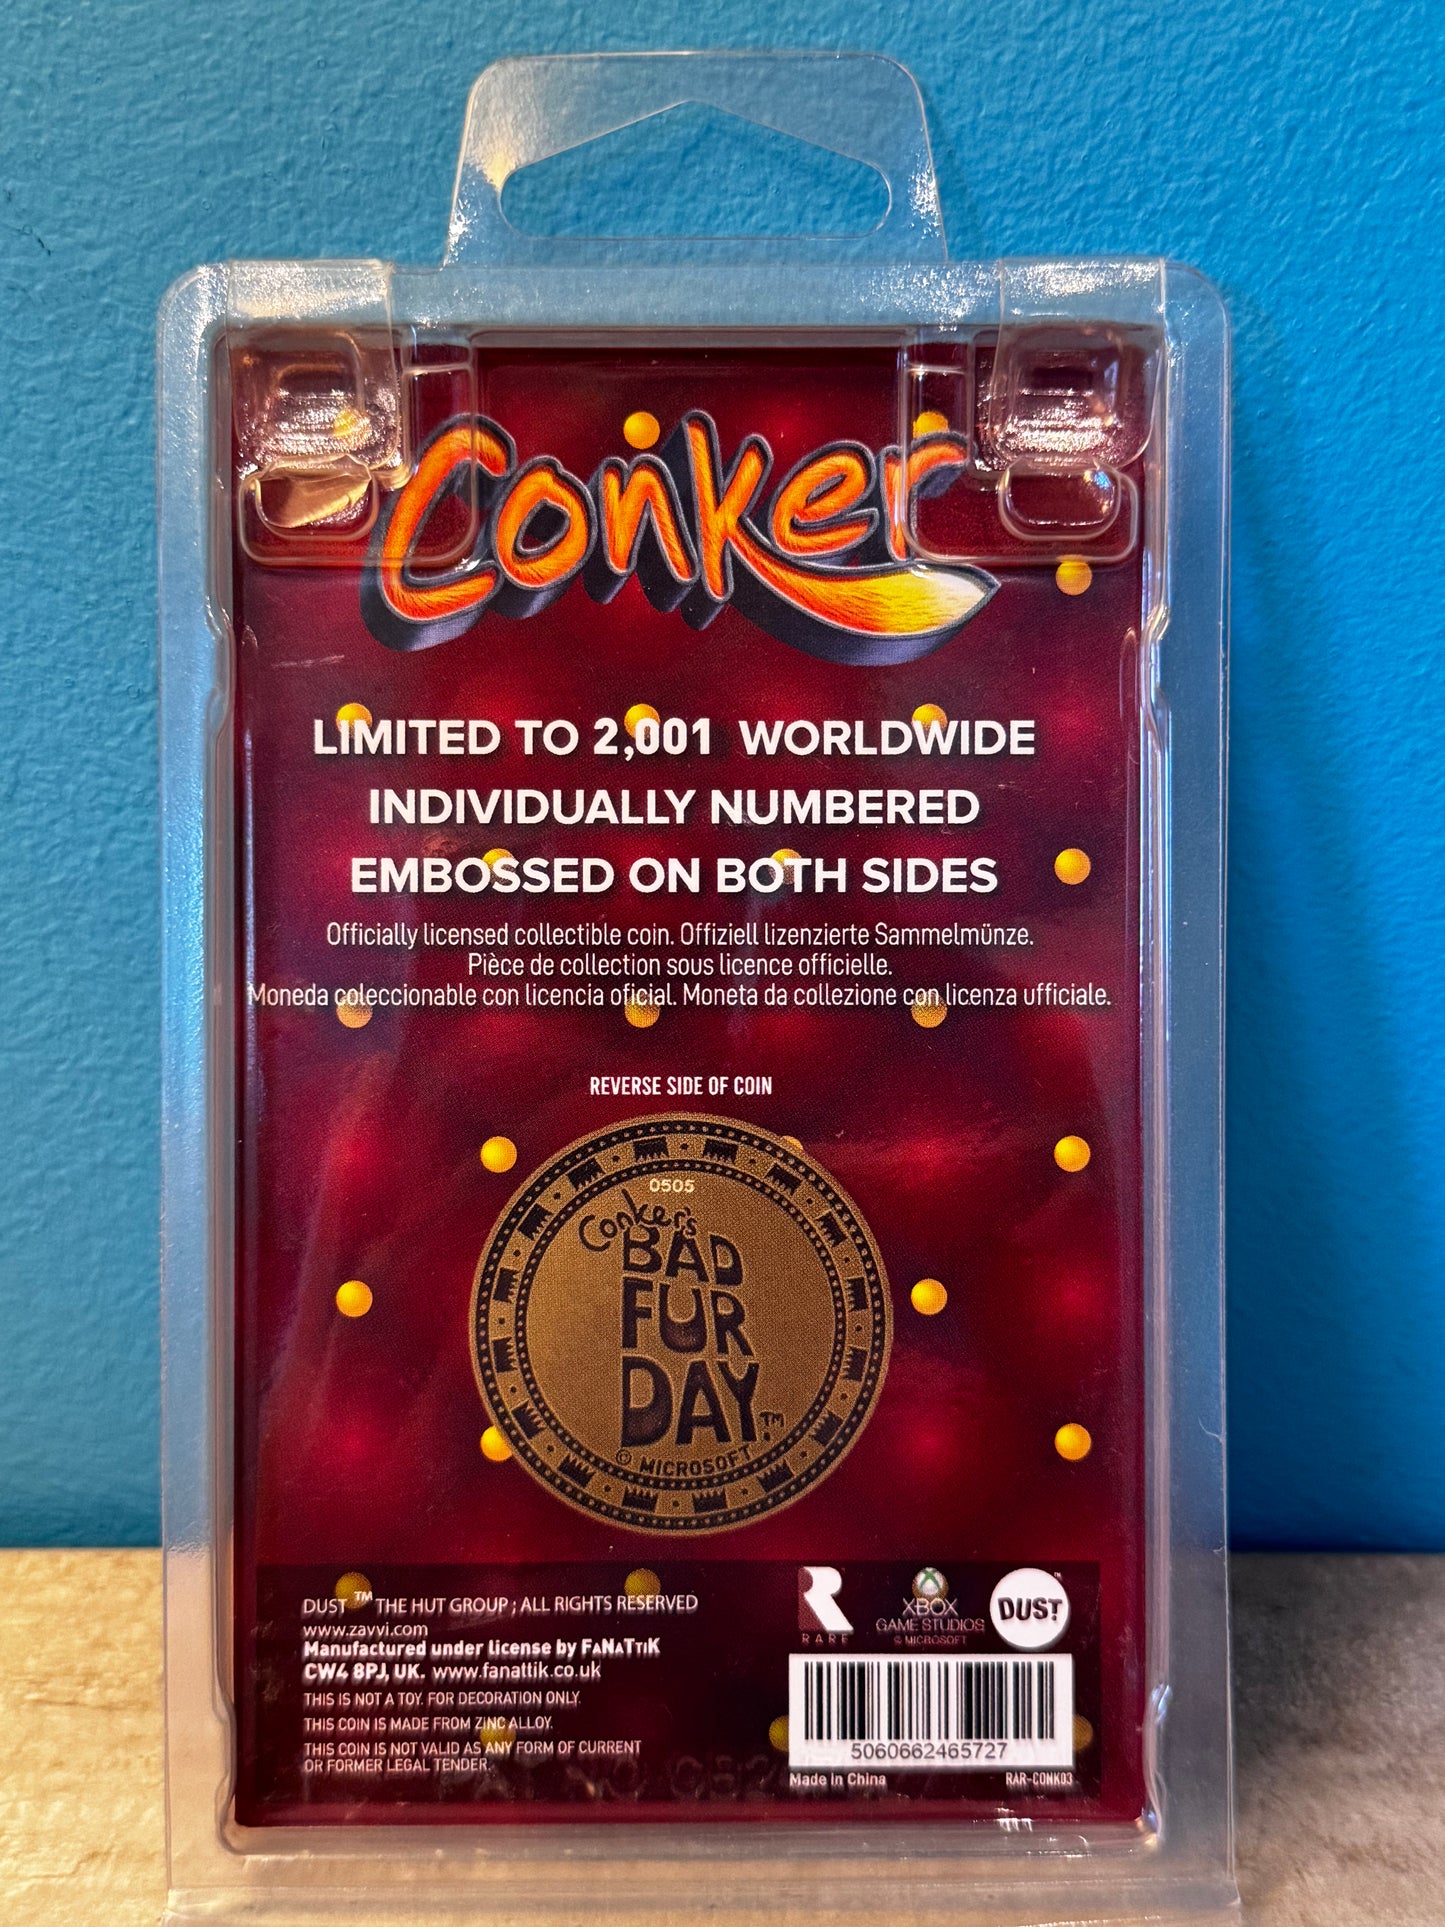 Conker
LIMITED TO 2,001 WORLDWIDE
INDIVIDUALLY NUMBERED
EMBOSSED ON BOTH SIDES
Officially licensed collectible coin. Offiziell lizenzierte Sammelmünze.
Pièce de collection sous licence officielle.
Moneda coleccionable con licencia oficial. Moneta da collezione con licenza ufficiale.
REVERSE SIDE OF COIN
0505
Conker's
BAD
FUR
DAY™
© MICROSOFT
DUST ™ THE HUT GROUP ; ALL RIGHTS RESERVED
www.zavvi.com
Manufactured under license by FaNaTtiK
CW4 8PJ, UK. www.fanattik.co.uk
THIS IS NOT A TOY. FOR DECORATION ONLY.
THIS COIN IS MADE FROM ZINC ALLOY.
THIS COIN IS NOT VALID AS ANY FORM OF CURRENT
OR FORMER LEGAL TENDER.
R
RARE
XBOX
GAME STUDIOS
© MICROSOFT
DUST™
5060662465727
Made in China
RAR-CONK03